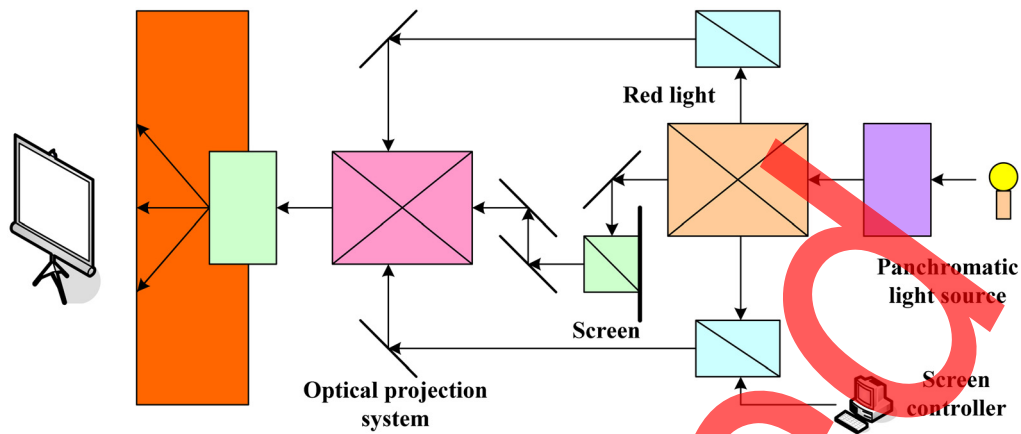 Red light
Panchromatic
light source
Screen
Optical projection
system
Screen
controller